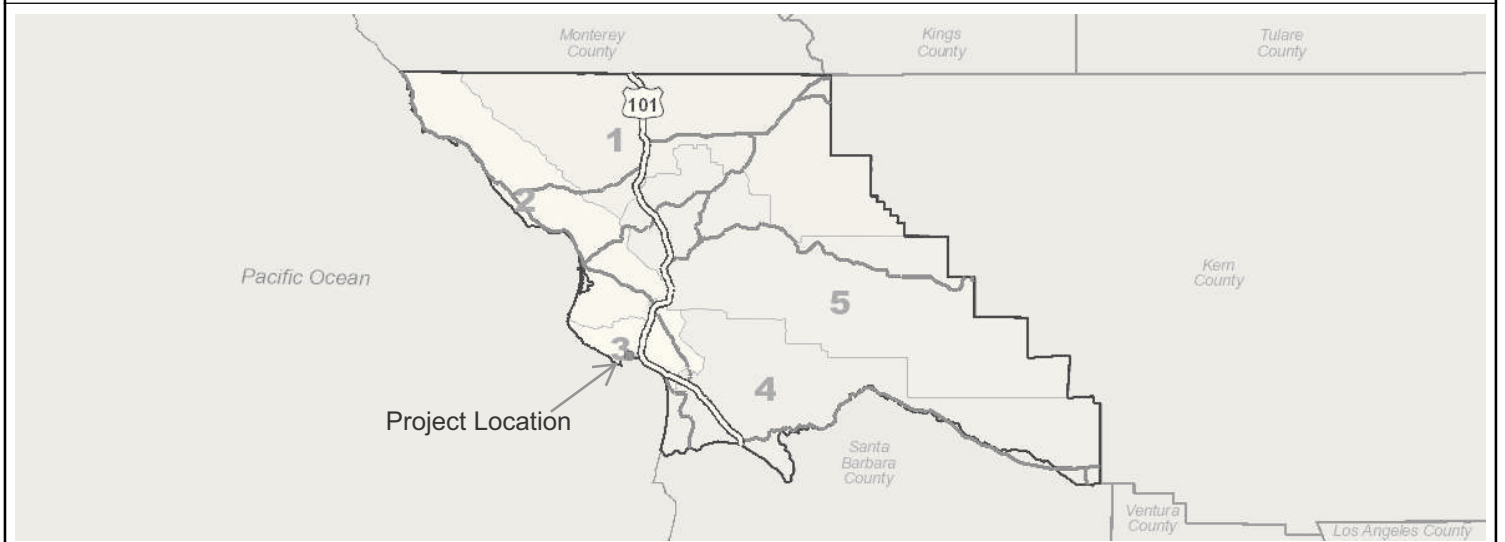 Monterey
County
Kings
County
Tulare
County
101
1
2
Pacific Ocean
Kern
County
5
3
4
Project Location
Santa
Barbara
County
Ventura
County
Los Angeles County